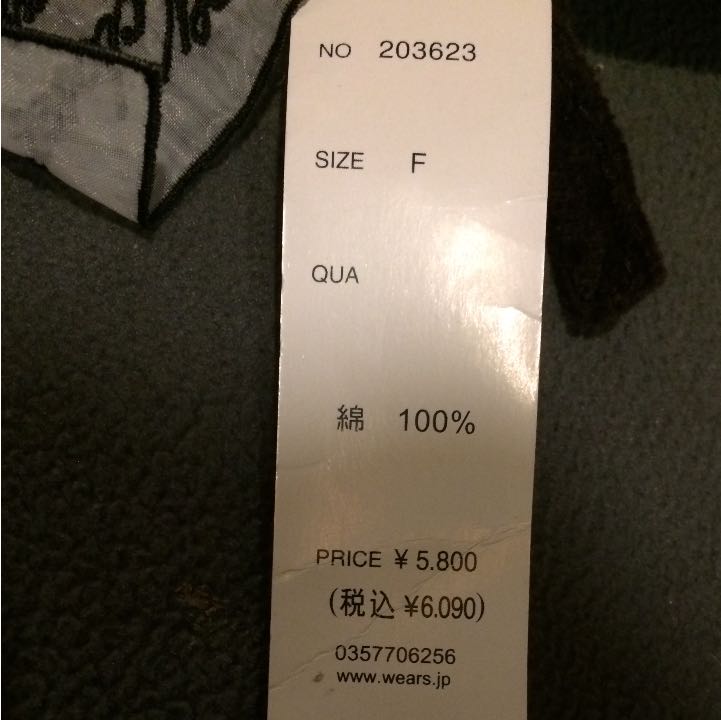 NO 203623
SIZE F
QUA
綿 100%
PRICE ¥5.800
(税込 ¥6.090)
0357706256
www.wears.jp